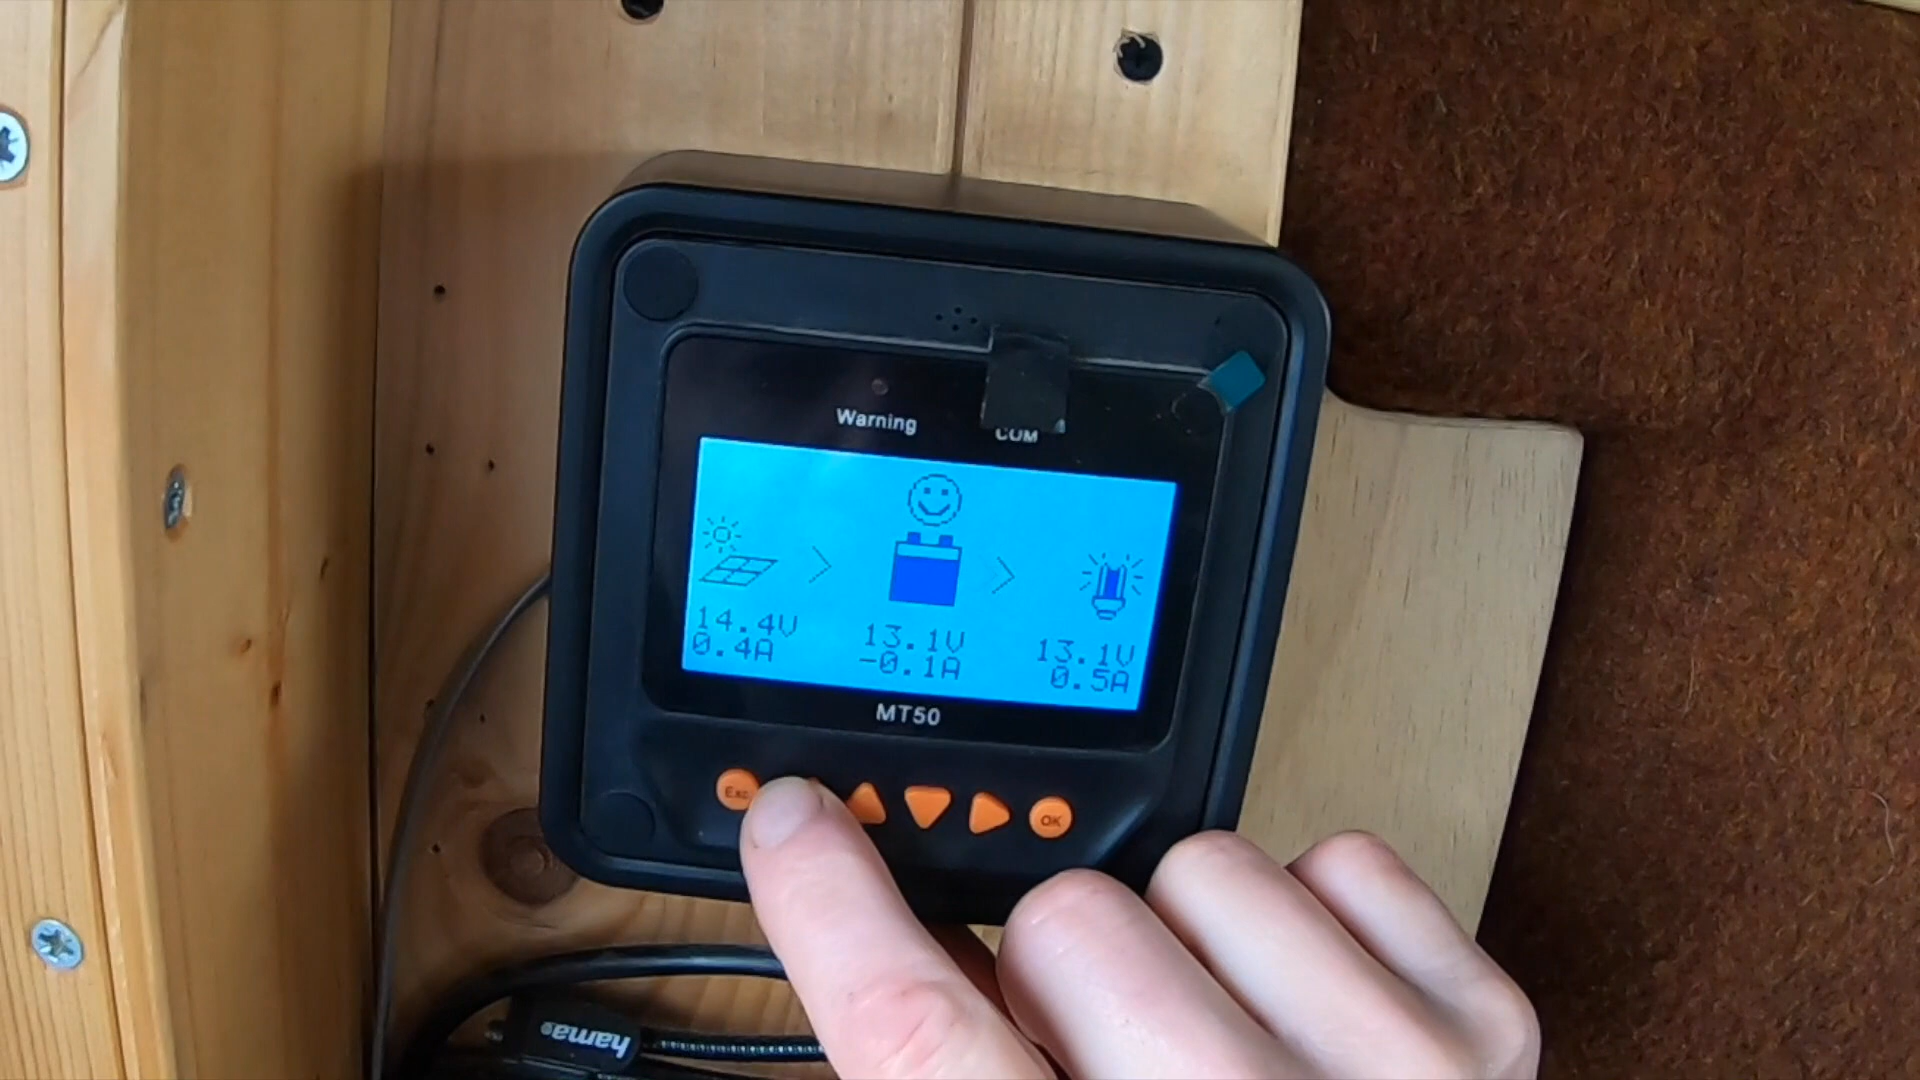 Warning
COM
14.4V
0.4A
13.1V
-0.1A
13.1V
0.5A
MT50
Esc
OK
hama